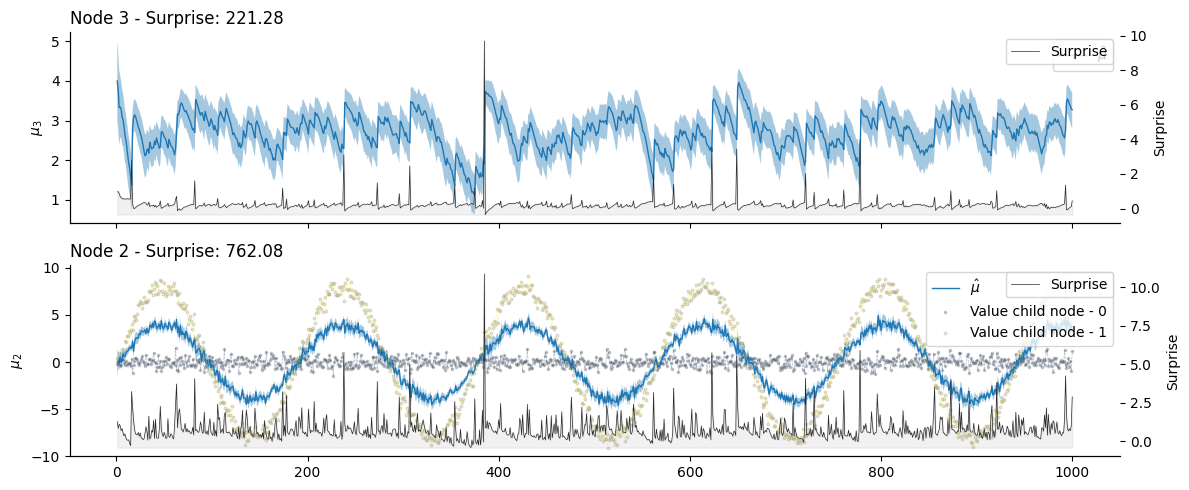 Node 3 - Surprise: 221.28
5
4
3
2
1
μ3
10
8
6
4
2
0
Surprise
Surprise
Node 2 - Surprise: 762.08
10
5
0
−5
−10
μ2
μ̂
Value child node - 0
Value child node - 1
Surprise
10.0
7.5
5.0
2.5
0.0
Surprise
0
200
400
600
800
1000